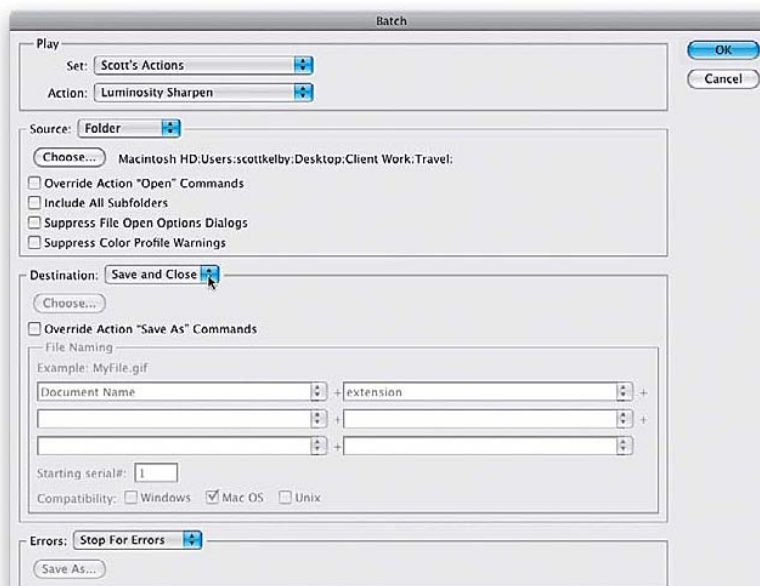 Batch
Play
Set: Scott's Actions
Action: Luminosity Sharpen
OK
Cancel
Source: Folder
Choose... Macintosh HD:Users:scottkelby:Desktop:Client Work:Travel:
Override Action "Open" Commands
Include All Subfolders
Suppress File Open Options Dialogs
Suppress Color Profile Warnings
Destination: Save and Close
Choose...
Override Action "Save As" Commands
File Naming
Example: MyFile.gif
Document Name + extension +
+ +
+
Starting serial#: 1
Compatibility: Windows Mac OS Unix
Errors: Stop For Errors
Save As...